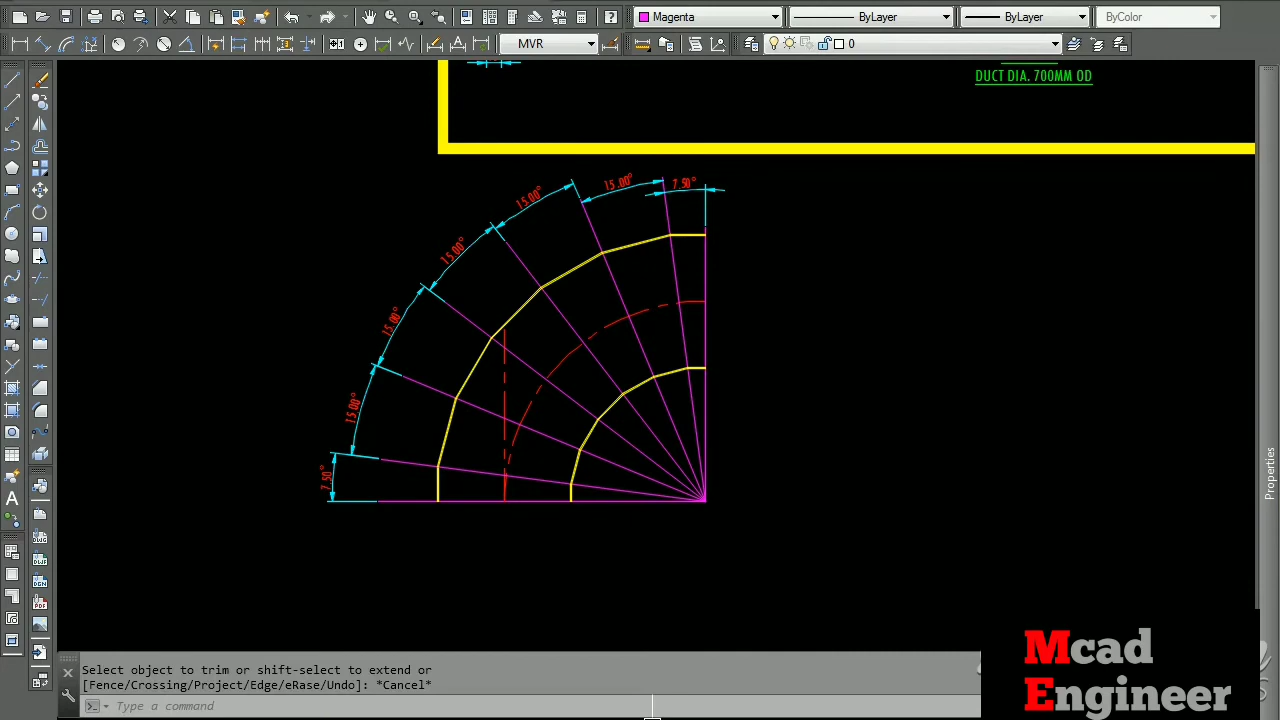 Magenta
ByLayer
ByLayer
ByColor
MVR
0
DUCT DIA. 700MM OD
15.00°
7.50°
15.00°
15.00°
15.00°
15.00°
7.50°
Properties
Select object to trim or shift-select to extend or
[Fence/Crossing/Project/Edge/eRase/Undo]: *Cancel*
Type a command
Mcad
Engineer